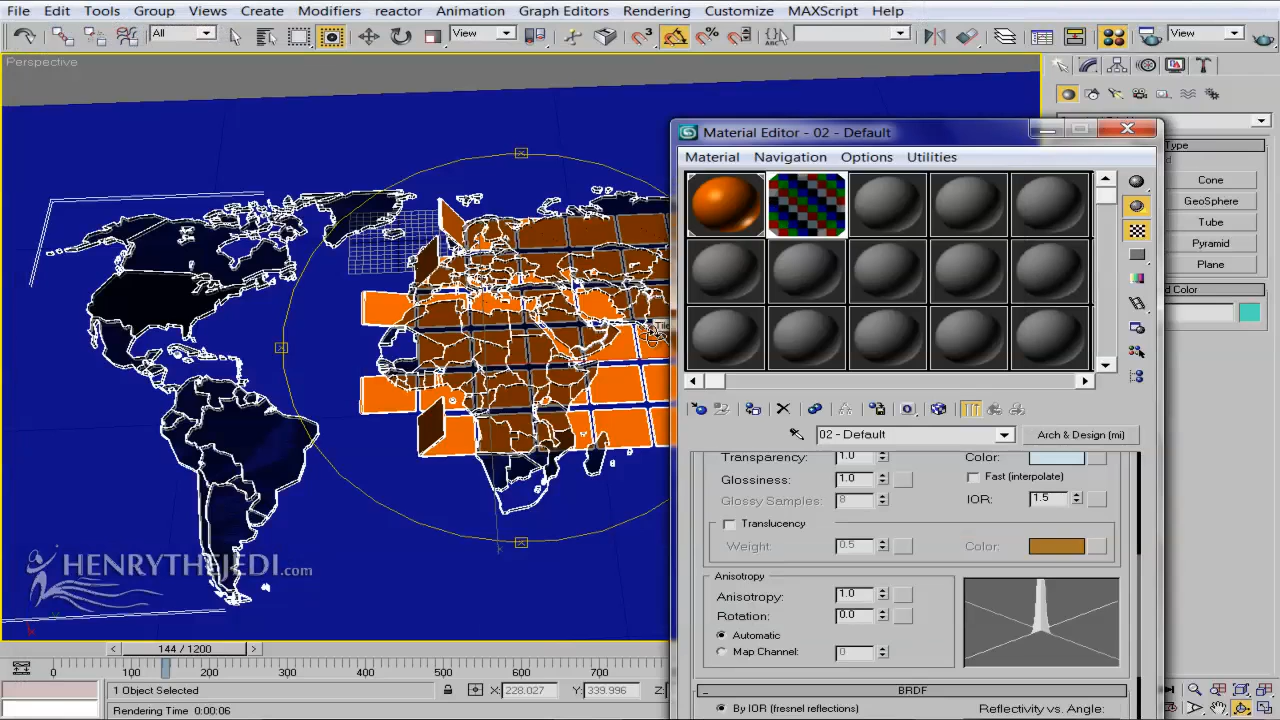 File Edit Tools Group Views Create Modifiers reactor Animation Graph Editors Rendering Customize MAXScript Help
All View View
Perspective
Material Editor - 02 - Default
Material Navigation Options Utilities
Type
Cone
GeoSphere
Tube
Pyramid
Plane
Color
02 - Default Arch & Design (mi)
Transparency: 1.0 Color:
Glossiness: 1.0 Fast (interpolate)
Glossy Samples: 8 IOR: 1.5
Translucency
Weight: 0.5 Color:
Anisotropy
Anisotropy: 1.0
Rotation: 0.0
Automatic
Map Channel: 0
BRDF
By IOR (fresnel reflections) Reflectivity vs. Angle:
HENRYTHEJEDI.com
144 / 1200
0 100 200 300 400 500 600 700
1 Object Selected X: 228.027 Y: 339.996 Z:
Rendering Time 0:00:06